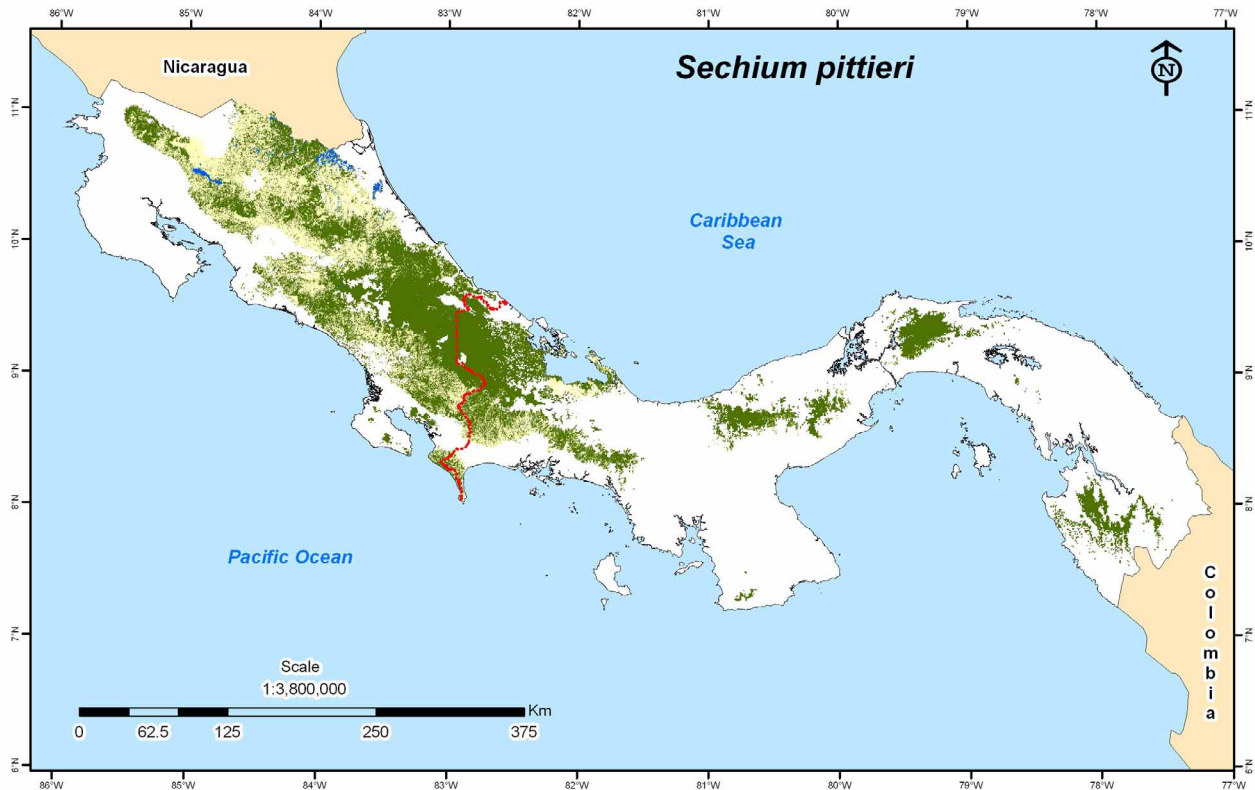 86°W 85°W 84°W 83°W 82°W 81°W 80°W 79°W 78°W 77°W
Nicaragua
Sechium pittieri
N
11°N 11°N
Caribbean
Sea
10°N 10°N
9°N 9°N
8°N 8°N
Pacific Ocean
Colombia
7°N 7°N
Scale
1:3,800,000
Km
0 62.5 125 250 375
6°N 6°N
86°W 85°W 84°W 83°W 82°W 81°W 80°W 79°W 78°W 77°W